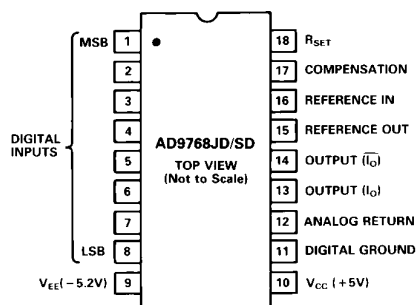 MSB 1
2
3
4
5
6
7
LSB 8
VEE(−5.2V) 9
DIGITAL
INPUTS
AD9768JD/SD
TOP VIEW
(Not to Scale)
18 RSET
17 COMPENSATION
16 REFERENCE IN
15 REFERENCE OUT
14 OUTPUT (I̅O̅)
13 OUTPUT (IO)
12 ANALOG RETURN
11 DIGITAL GROUND
10 VCC (+5V)